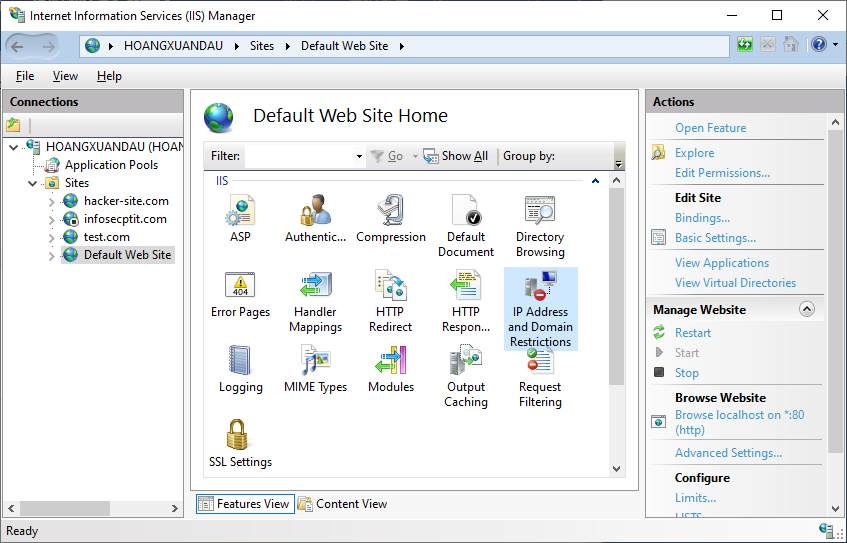 Internet Information Services (IIS) Manager
HOANGXUANDAU
Sites
Default Web Site
File
View
Help
Connections
HOANGXUANDAU (HOAN
Application Pools
Sites
hacker-site.com
infosecptit.com
test.com
Default Web Site
Default Web Site Home
Filter:
Go
Show All
Group by:
IIS
ASP
Authentic...
Compression
Default
Document
Directory
Browsing
404
Error Pages
Handler
Mappings
HTTP
Redirect
HTTP
Respon...
IP Address
and Domain
Restrictions
Logging
MIME Types
Modules
Output
Caching
Request
Filtering
SSL Settings
Features View
Content View
Actions
Open Feature
Explore
Edit Permissions...
Edit Site
Bindings...
Basic Settings...
View Applications
View Virtual Directories
Manage Website
Restart
Start
Stop
Browse Website
Browse localhost on *:80
(http)
Advanced Settings...
Configure
Limits...
Ready